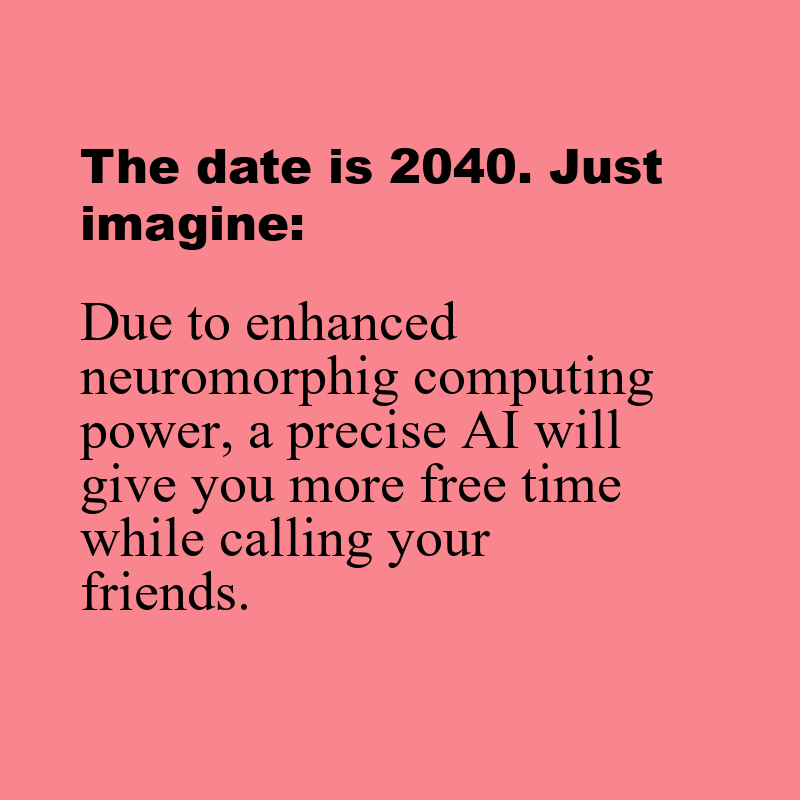 The date is 2040. Just
imagine:
Due to enhanced
neuromorphig computing
power, a precise AI will
give you more free time
while calling your
friends.